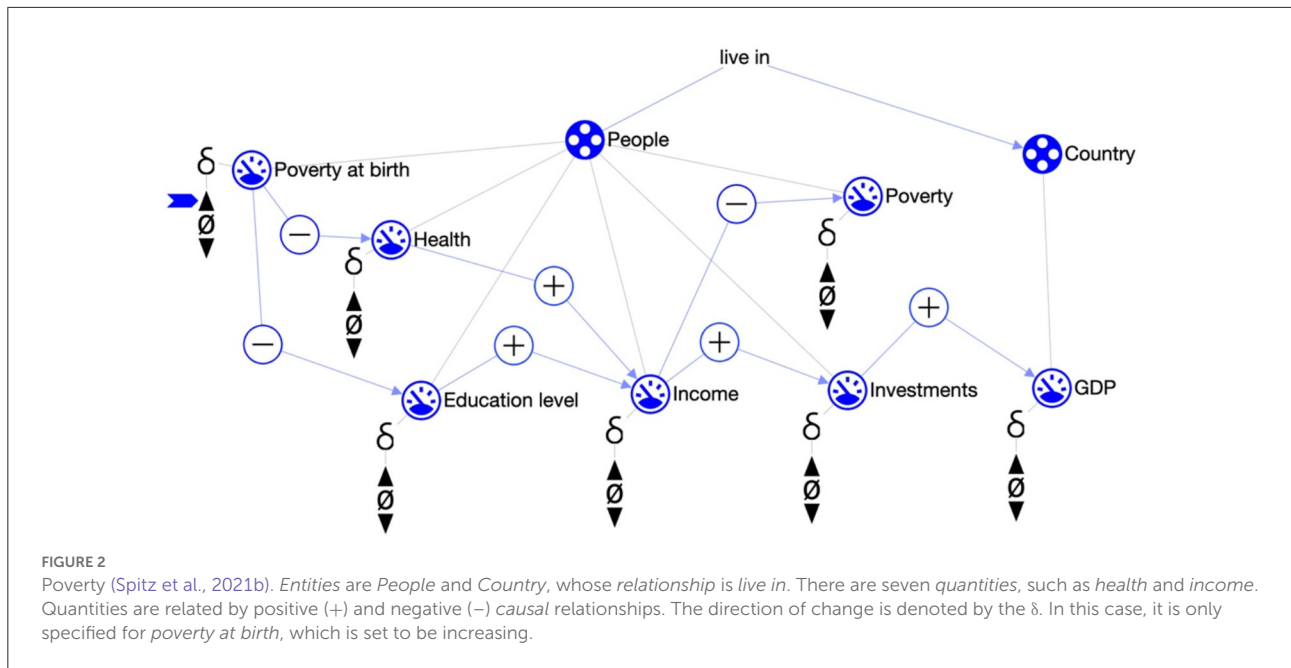 live in
People
Country
δ
Poverty at birth
Ø
−
Health
δ
Ø
−
Poverty
δ
Ø
+
−
+
Education level
δ
Ø
+
Income
δ
Ø
+
Investments
δ
Ø
GDP
δ
Ø
FIGURE 2
Poverty (Spitz et al., 2021b). Entities are People and Country, whose relationship is live in. There are seven quantities, such as health and income.
Quantities are related by positive (+) and negative (−) causal relationships. The direction of change is denoted by the δ. In this case, it is only
specified for poverty at birth, which is set to be increasing.